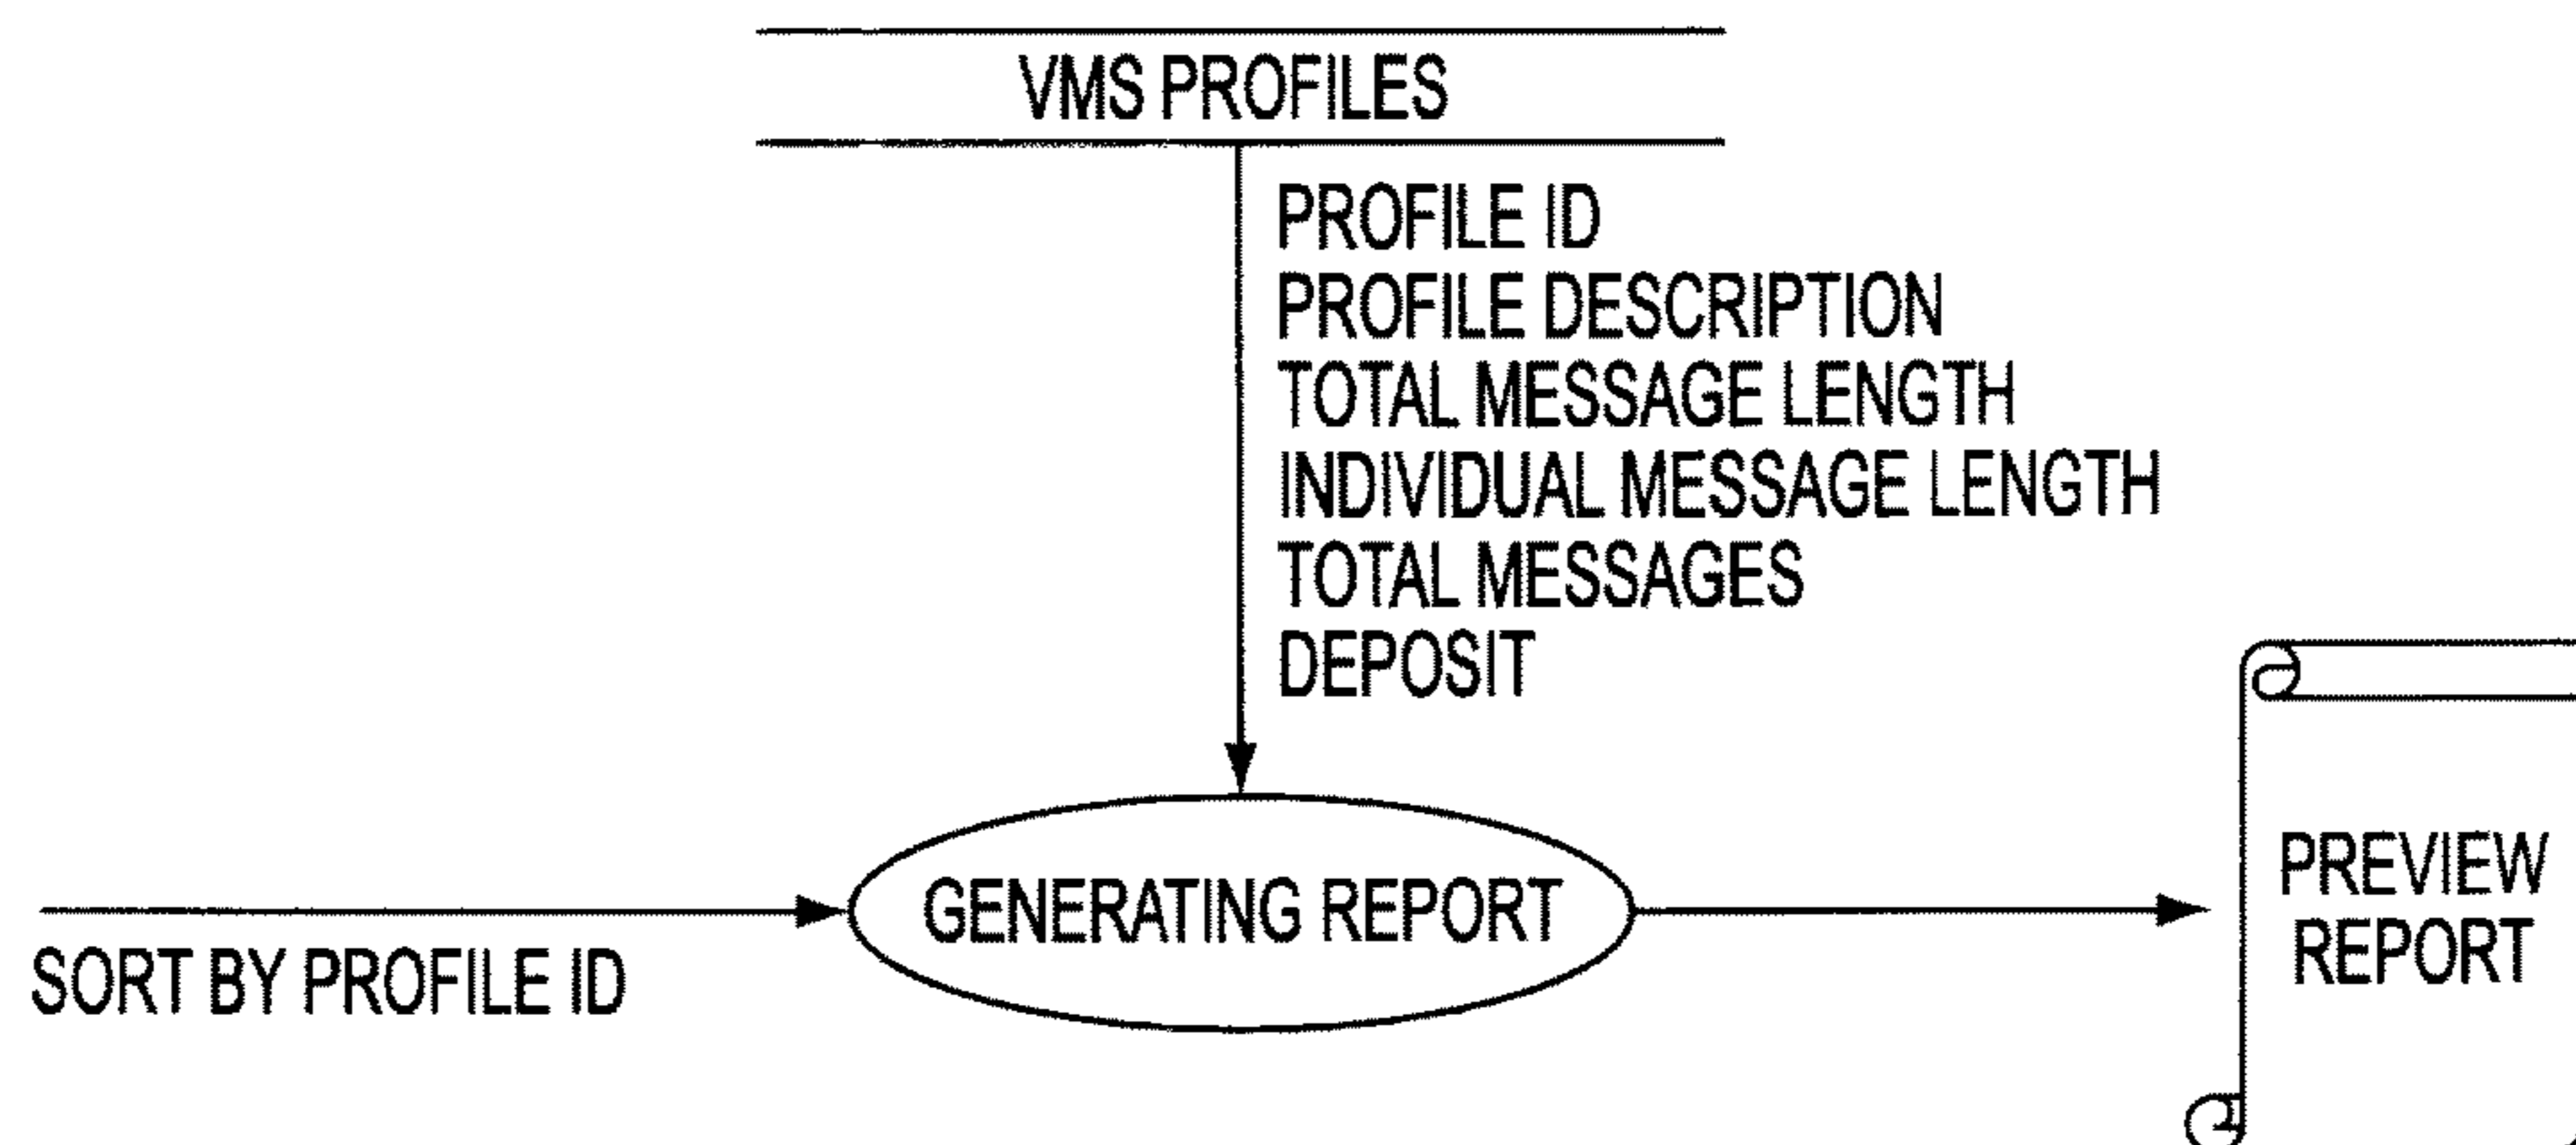 VMS PROFILES
PROFILE ID
PROFILE DESCRIPTION
TOTAL MESSAGE LENGTH
INDIVIDUAL MESSAGE LENGTH
TOTAL MESSAGES
DEPOSIT
SORT BY PROFILE ID
GENERATING REPORT
PREVIEW
REPORT